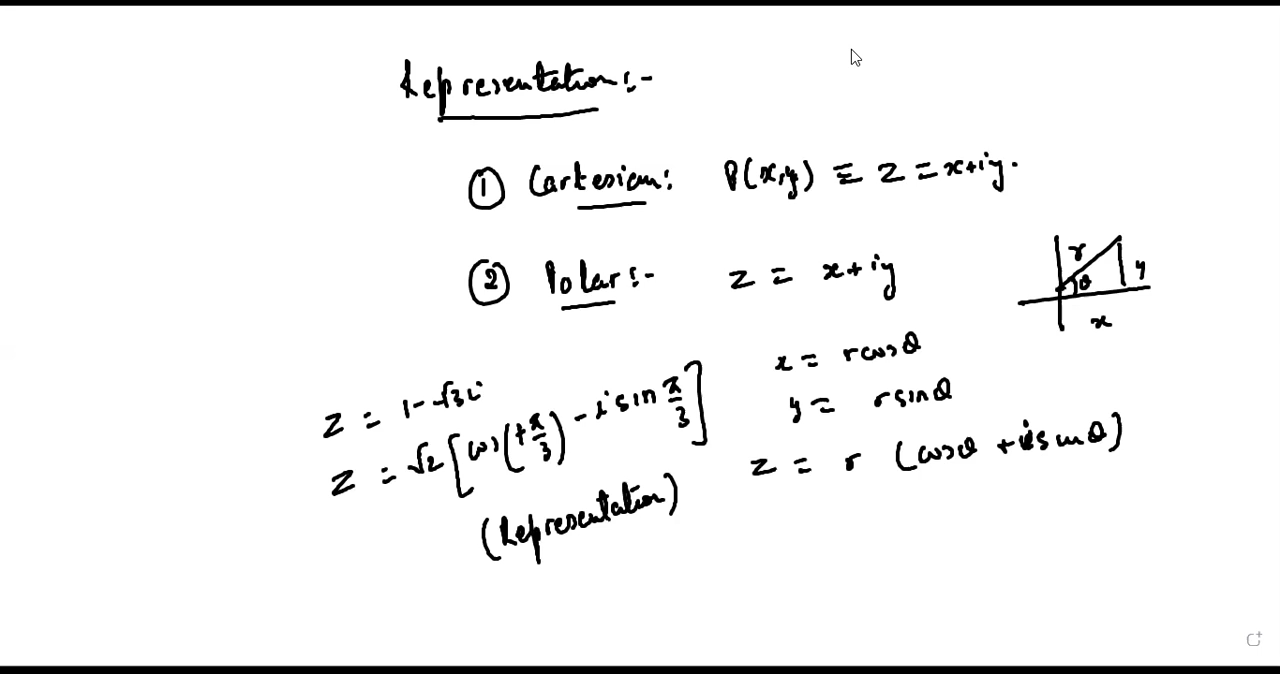 Representation :-
① Cartesian : P(x,y) ≡ z = x+iy.
② Polar :- z = x+iy
r
θ
y
x
x = r cosθ
y = r sinθ
z = r (cosθ + i sinθ)
z = 1-√3i
z = √2 [cos(+π/3) - i sin π/3]
(Representation)